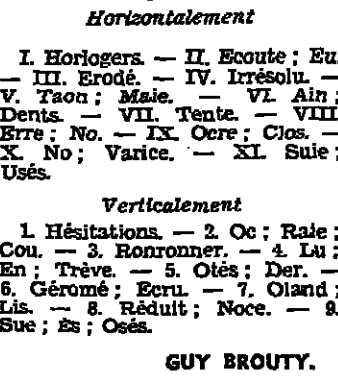 Horizontalement
I. Horlogers. — II. Ecoute ; Eu.
— III. Erodé. — IV. Irrésolu. —
V. Taon ; Maie. — VI. Ain ;
Dents. — VII. Tente. — VIII.
Erre ; No. — IX. Ocre ; Clos. —
X. No ; Varice. — XI. Suie ;
Usés.
Verticalement
1. Hésitations. — 2. Oc ; Raie ;
Cou. — 3. Ronronner. — 4. Lu ;
En ; Trêve. — 5. Otés ; Der. —
6. Géromé ; Ecru. — 7. Oland ;
Lis. — 8. Réduit ; Noce. — 9.
Sue ; Es ; Osés.
GUY BROUTY.